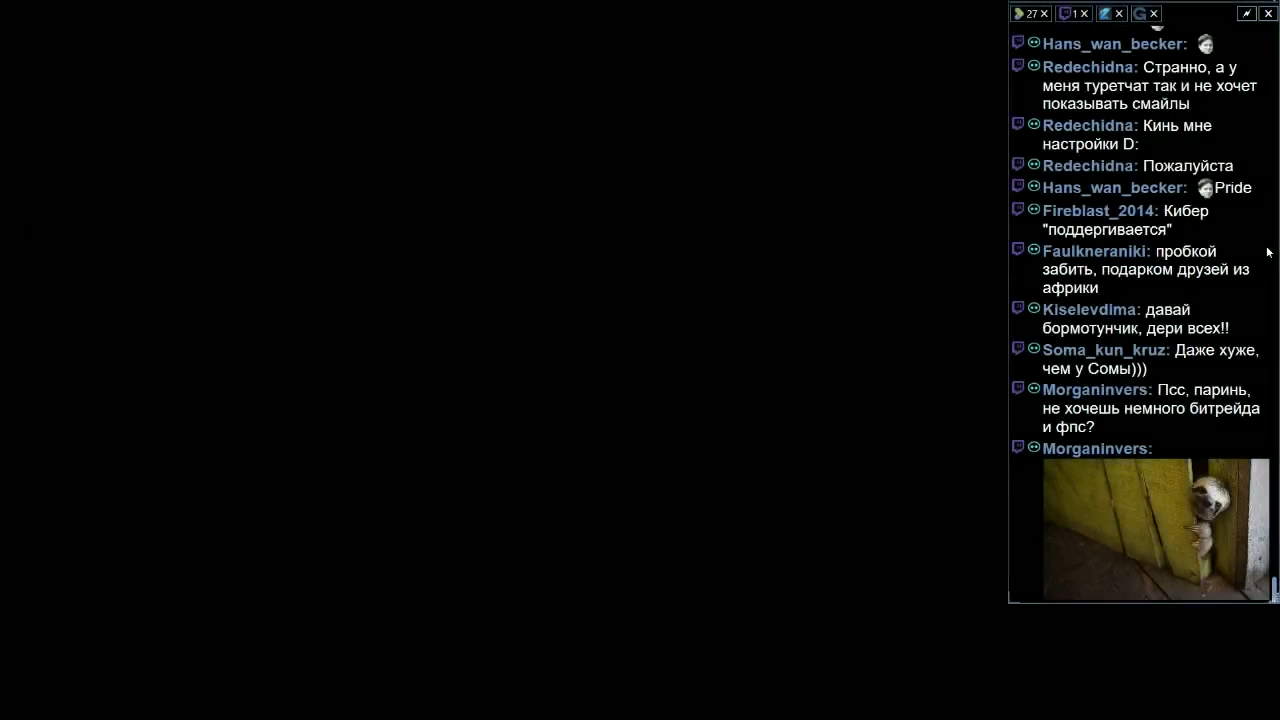 27
1
Hans_wan_becker:
Redechidna: Странно, а у
меня туретчат так и не хочет
показывать смайлы
Redechidna: Кинь мне
настройки D:
Redechidna: Пожалуйста
Hans_wan_becker: Pride
Fireblast_2014: Кибер
"поддергивается"
Faulkneraniki: пробкой
забить, подарком друзей из
африки
Kiselevdlma: давай
бормотунчик, дери всех!!
Soma_kun_kruz: Даже хуже,
чем у Сомы)))
Morganinvers: Псс, паринь,
не хочешь немного битрейда
и фпс?
Morganinvers: